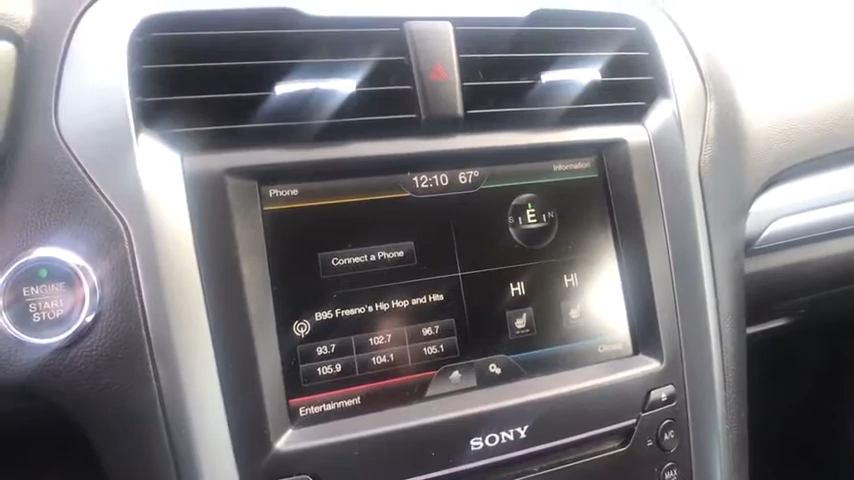 Phone
12:10 67°
Information
S E N
Connect a Phone
HI HI
B95 Fresno's Hip Hop and Hits
93.7 102.7 96.7
105.9 104.1 105.1
Entertainment
Climate
ENGINE
START
STOP
SONY
A/C
MAX